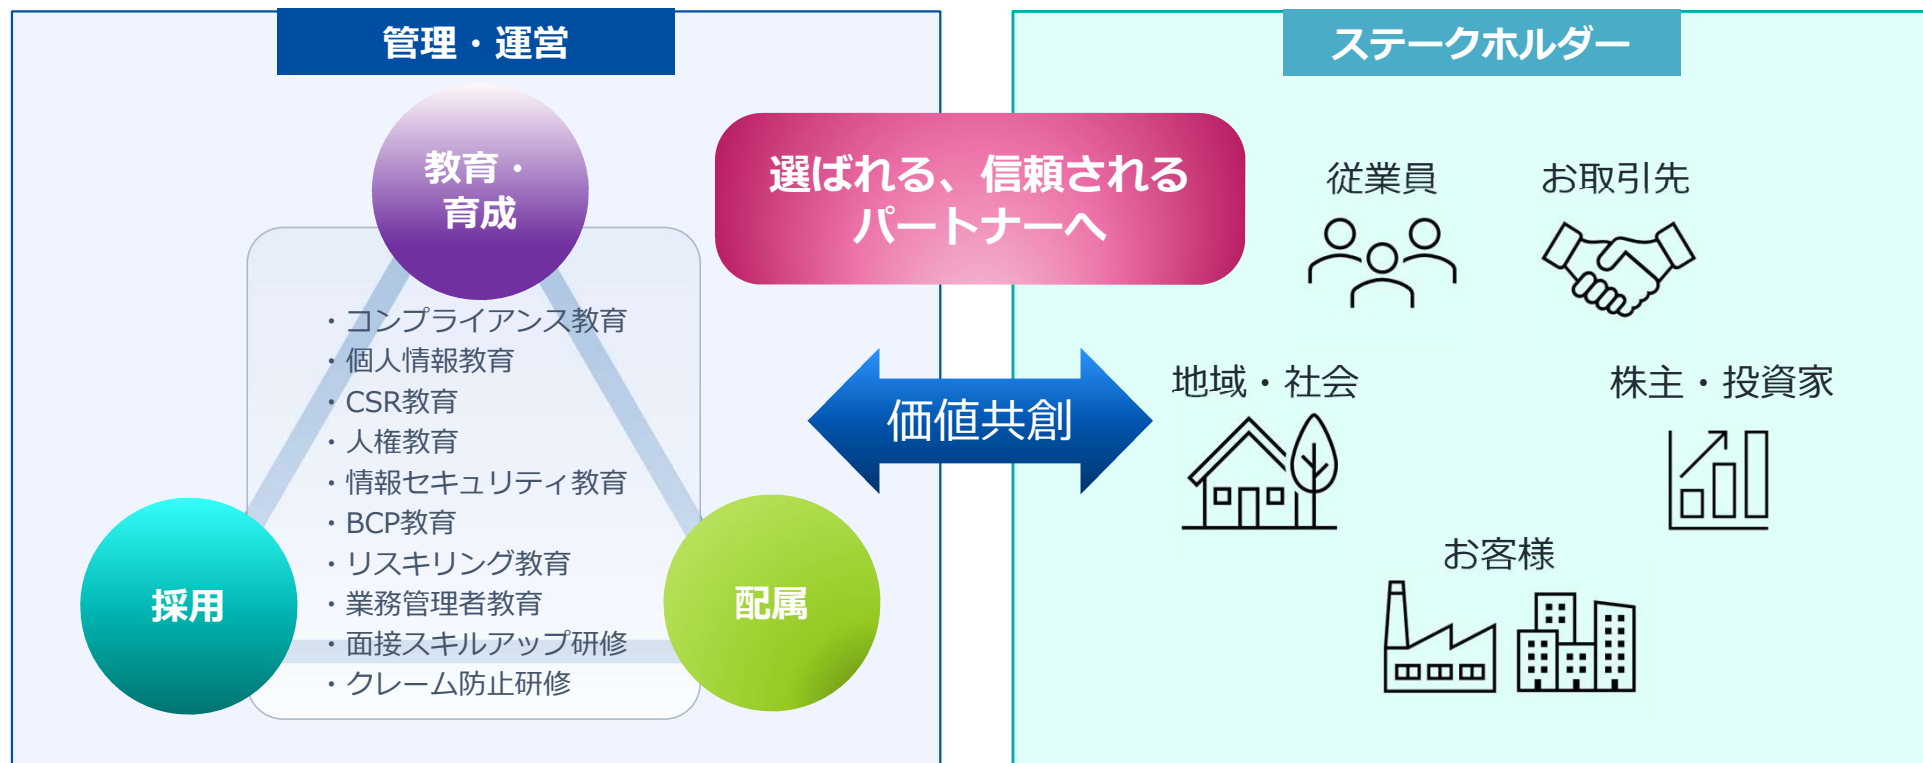 管理・運営
教育・
育成
・コンプライアンス教育
・個人情報教育
・CSR教育
・人権教育
・情報セキュリティ教育
・BCP教育
・リスキリング教育
・業務管理者教育
・面接スキルアップ研修
・クレーム防止研修
採用
配属
選ばれる、信頼される
パートナーへ
価値共創
ステークホルダー
従業員
お取引先
地域・社会
株主・投資家
お客様